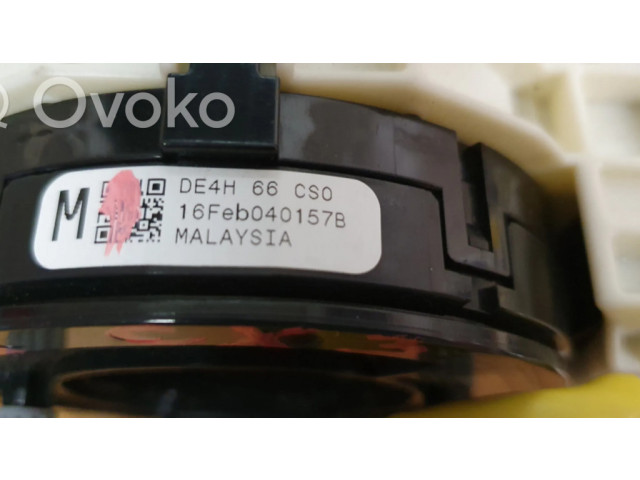 Ovoko
M
DE4H 66 CS0
16Feb040157B
MALAYSIA